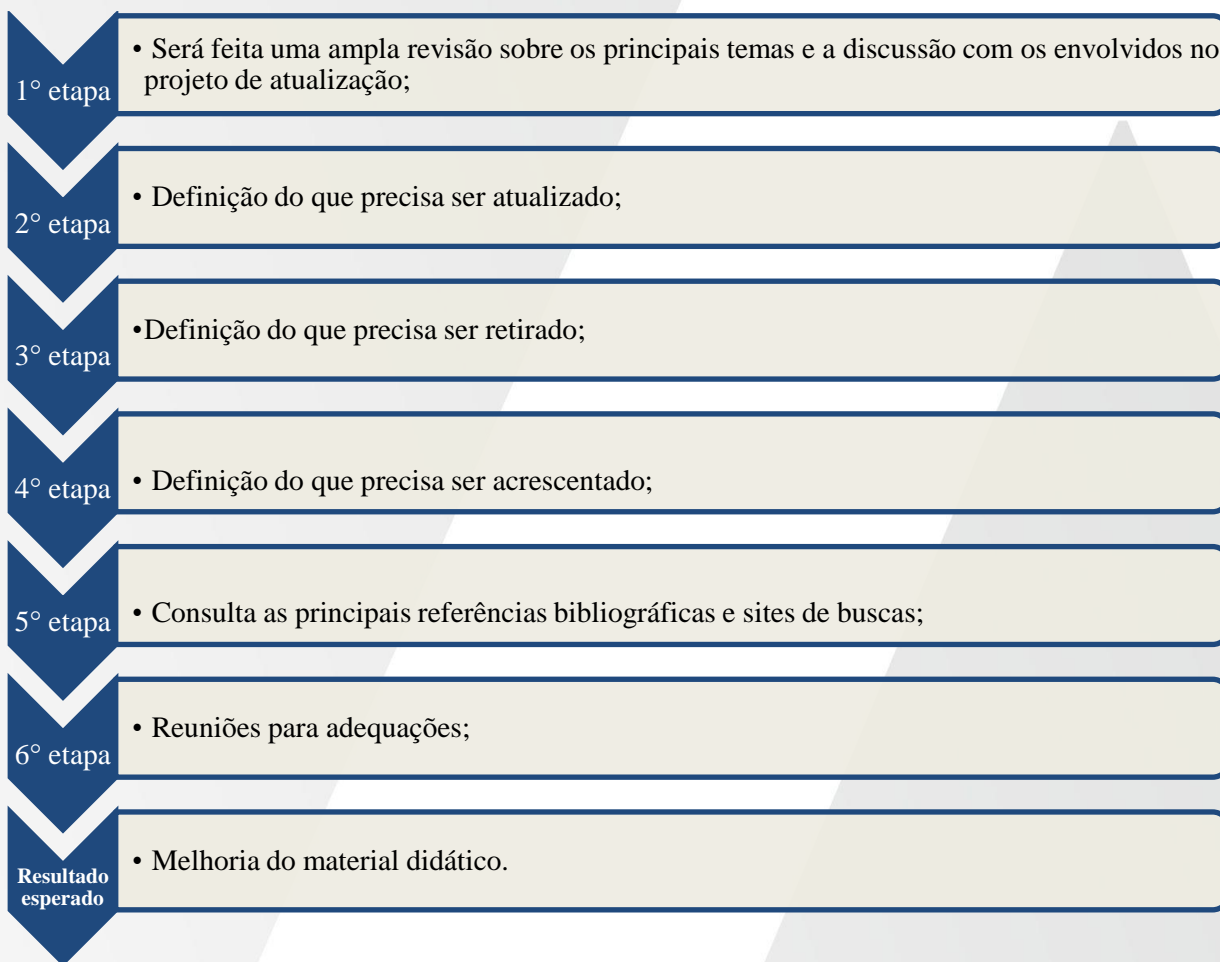 1° etapa
• Será feita uma ampla revisão sobre os principais temas e a discussão com os envolvidos no
projeto de atualização;
2° etapa
• Definição do que precisa ser atualizado;
3° etapa
•Definição do que precisa ser retirado;
4° etapa
• Definição do que precisa ser acrescentado;
5° etapa
• Consulta as principais referências bibliográficas e sites de buscas;
6° etapa
• Reuniões para adequações;
Resultado
esperado
• Melhoria do material didático.